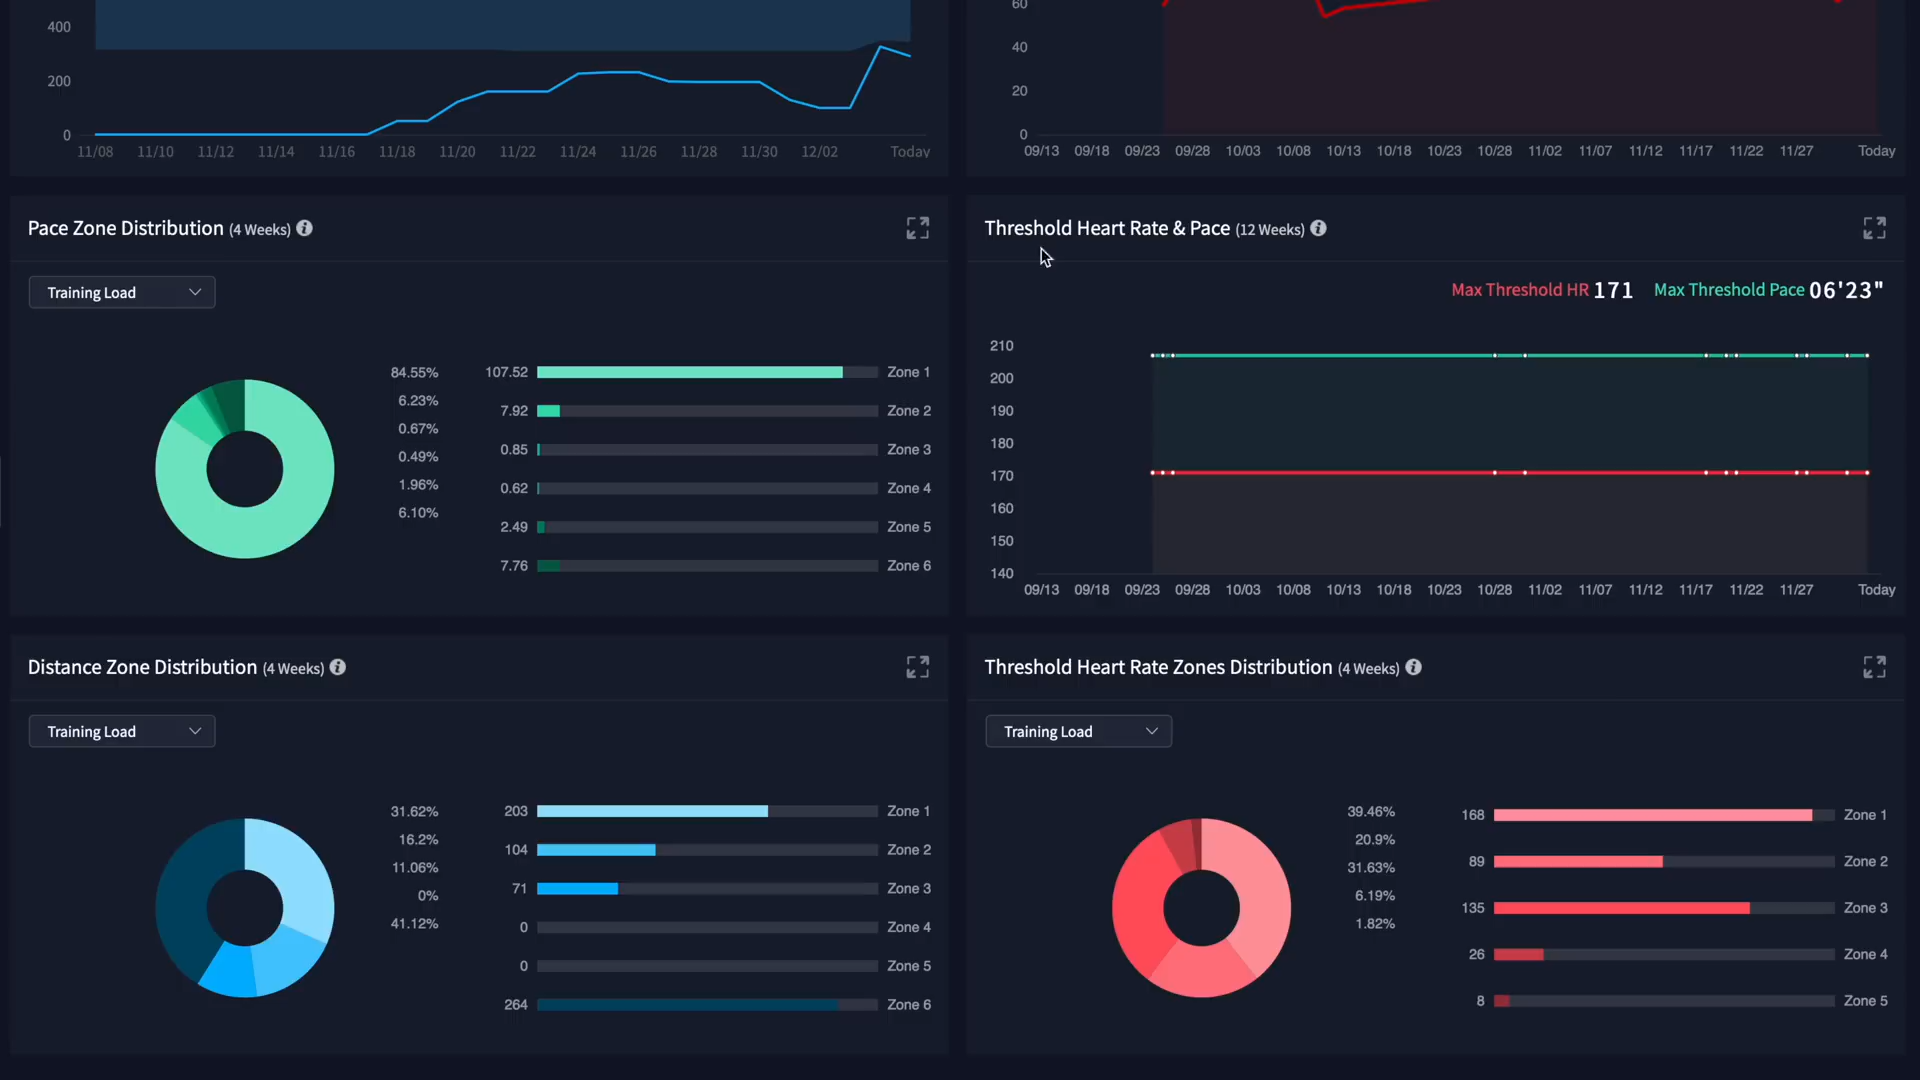 400
200
0
11/08 11/10 11/12 11/14 11/16 11/18 11/20 11/22 11/24 11/26 11/28 11/30 12/02 Today
60
40
20
0
09/13 09/18 09/23 09/28 10/03 10/08 10/13 10/18 10/23 10/28 11/02 11/07 11/12 11/17 11/22 11/27 Today
Pace Zone Distribution (4 Weeks)
Training Load
84.55%
6.23%
0.67%
0.49%
1.96%
6.10%
107.52 Zone 1
7.92 Zone 2
0.85 Zone 3
0.62 Zone 4
2.49 Zone 5
7.76 Zone 6
Threshold Heart Rate & Pace (12 Weeks)
Max Threshold HR 171 Max Threshold Pace 06'23"
210
200
190
180
170
160
150
140
09/13 09/18 09/23 09/28 10/03 10/08 10/13 10/18 10/23 10/28 11/02 11/07 11/12 11/17 11/22 11/27 Today
Distance Zone Distribution (4 Weeks)
Training Load
31.62%
16.2%
11.06%
0%
41.12%
203 Zone 1
104 Zone 2
71 Zone 3
0 Zone 4
0 Zone 5
264 Zone 6
Threshold Heart Rate Zones Distribution (4 Weeks)
Training Load
39.46%
20.9%
31.63%
6.19%
1.82%
168 Zone 1
89 Zone 2
135 Zone 3
26 Zone 4
8 Zone 5